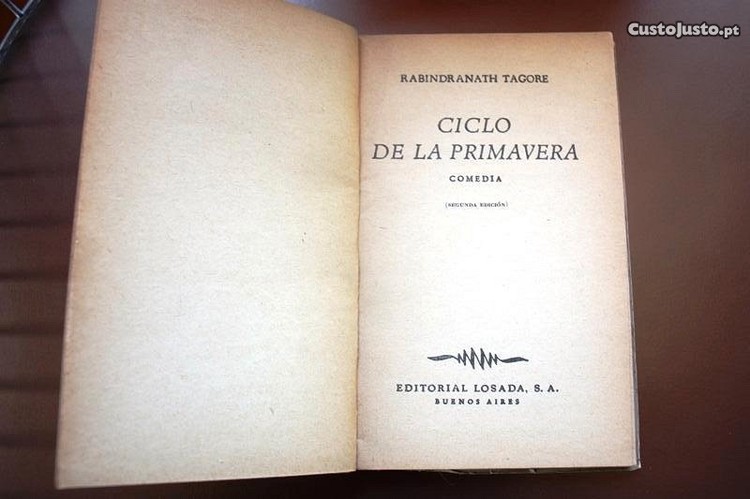 CustoJusto.pt
RABINDRANATH TAGORE
CICLO
DE LA PRIMAVERA
COMEDIA
(SEGUNDA EDICIÓN)
EDITORIAL LOSADA, S. A.
BUENOS AIRES